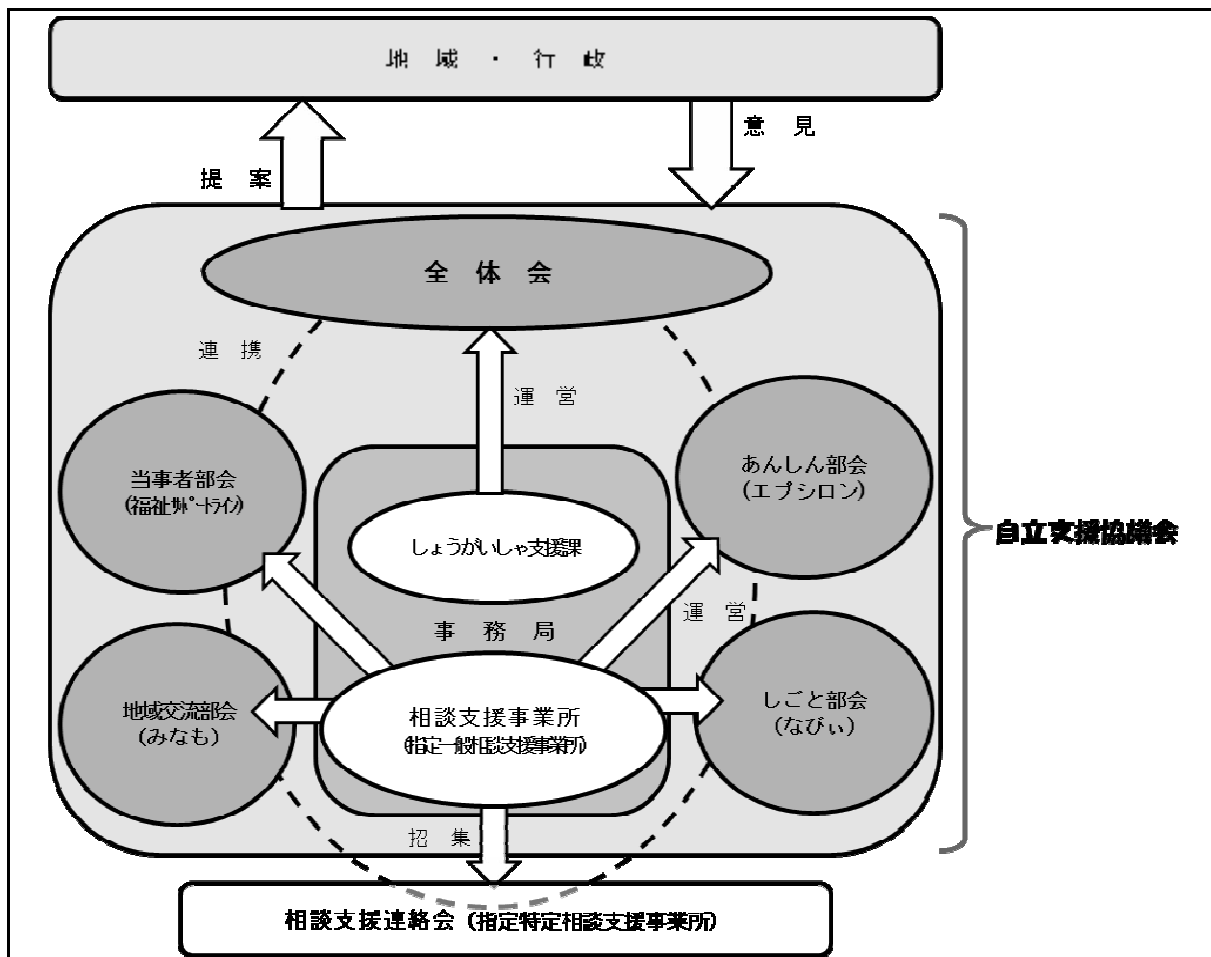 地域・行政
意見
提案
全体会
連携
運営
当事者部会
(福祉ｻﾎﾟｰﾄﾗｲﾝ)
あんしん部会
(エプシロン)
しょうがいしゃ支援課
自立支援協議会
事務局
運営
地域交流部会
(みなも)
相談支援事業所
(指定一般相談支援事業所)
しごと部会
(なびぃ)
招集
相談支援連絡会(指定特定相談支援事業所)